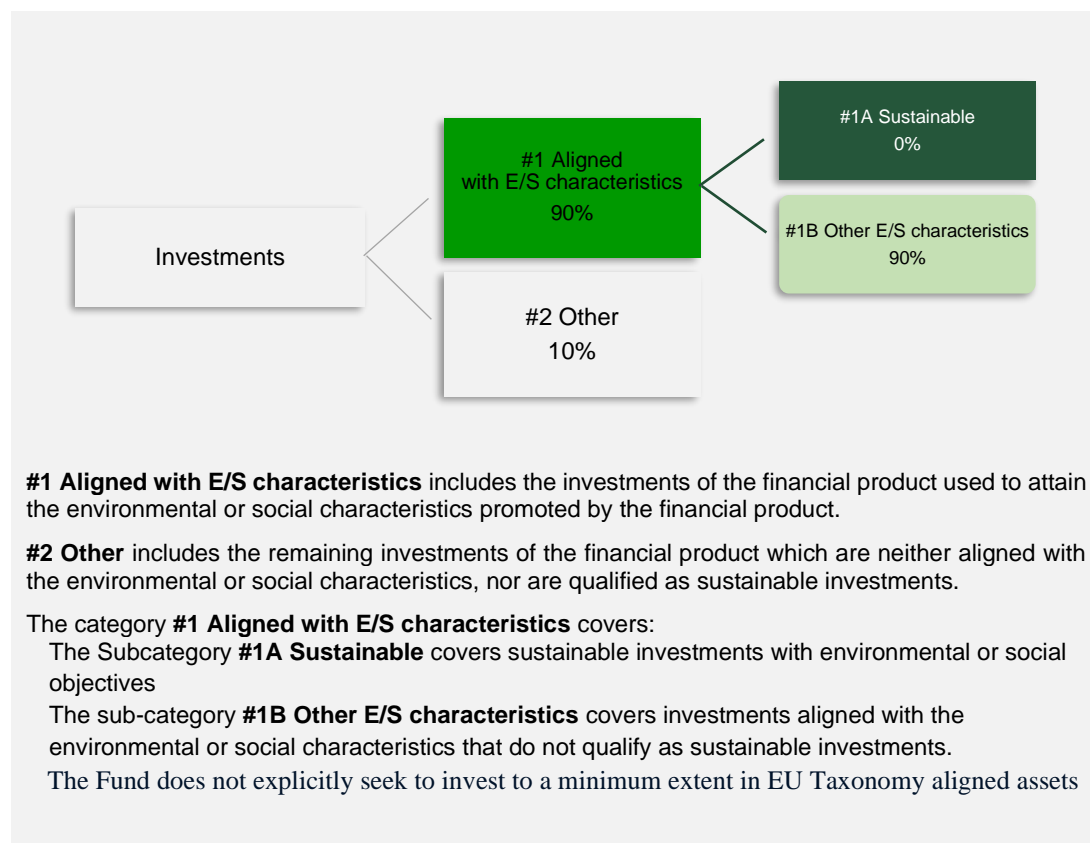 #1A Sustainable
0%
#1 Aligned
with E/S characteristics
90%
#1B Other E/S characteristics
90%
Investments
#2 Other
10%
#1 Aligned with E/S characteristics includes the investments of the financial product used to attain
the environmental or social characteristics promoted by the financial product.
#2 Other includes the remaining investments of the financial product which are neither aligned with
the environmental or social characteristics, nor are qualified as sustainable investments.
The category #1 Aligned with E/S characteristics covers:
The Subcategory #1A Sustainable covers sustainable investments with environmental or social
objectives
The sub-category #1B Other E/S characteristics covers investments aligned with the
environmental or social characteristics that do not qualify as sustainable investments.
The Fund does not explicitly seek to invest to a minimum extent in EU Taxonomy aligned assets